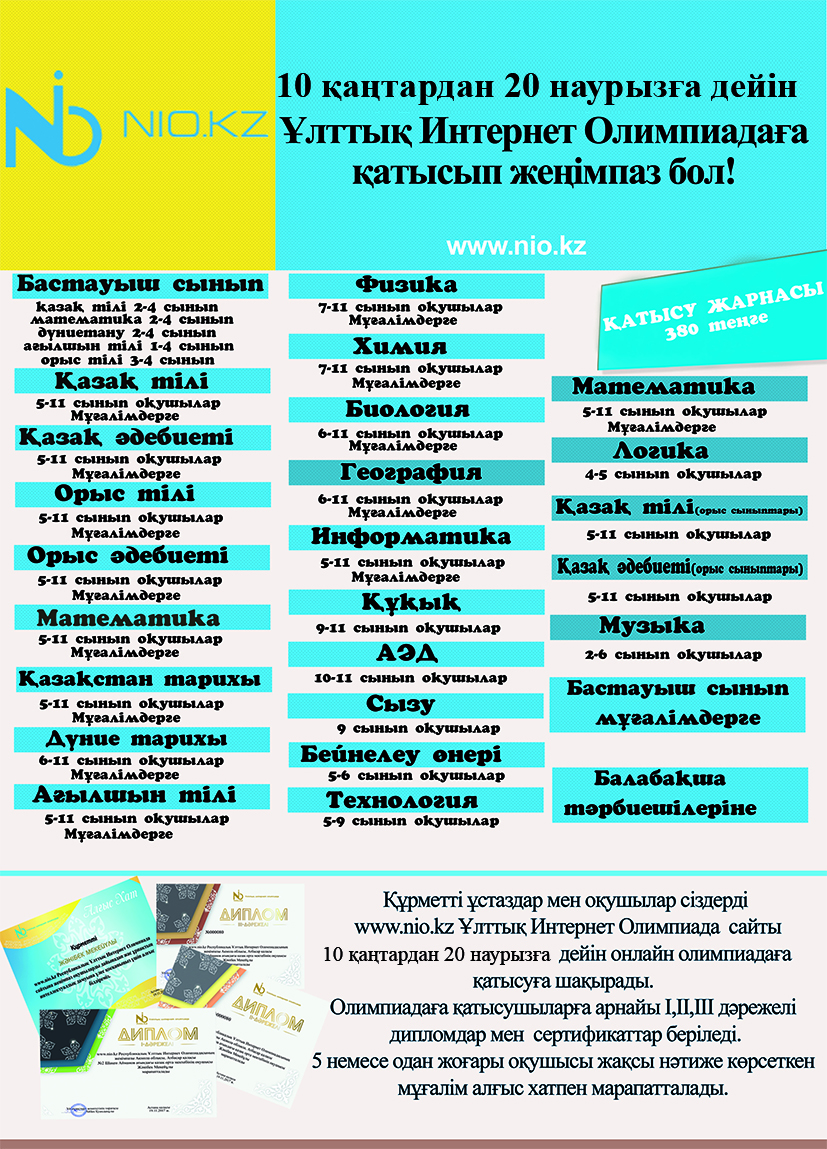 NIO.KZ
10 қаңтардан 20 наурызға дейін
Ұлттық Интернет Олимпиадаға
қатысып жеңімпаз бол!
www.nio.kz
Бастауыш сынып
қазақ тілі 2-4 сынып
математика 2-4 сынып
дүниетану 2-4 сынып
ағылшын тілі 1-4 сынып
орыс тілі 3-4 сынып
Қазақ тілі
5-11 сынып оқушылар
Мұғалімдерге
Қазақ әдебиеті
5-11 сынып оқушылар
Мұғалімдерге
Орыс тілі
5-11 сынып оқушылар
Мұғалімдерге
Орыс әдебиеті
5-11 сынып оқушылар
Мұғалімдерге
Математика
5-11 сынып оқушылар
Мұғалімдерге
Қазақстан тарихы
5-11 сынып оқушылар
Мұғалімдерге
Дүние тарихы
6-11 сынып оқушылар
Мұғалімдерге
Ағылшын тілі
5-11 сынып оқушылар
Мұғалімдерге
Физика
7-11 сынып оқушылар
Мұғалімдерге
Химия
7-11 сынып оқушылар
Мұғалімдерге
Биология
6-11 сынып оқушылар
Мұғалімдерге
География
6-11 сынып оқушылар
Мұғалімдерге
Информатика
5-11 сынып оқушылар
Мұғалімдерге
Құқық
9-11 сынып оқушылар
АӘД
10-11 сынып оқушылар
Сызу
9 сынып оқушылар
Бейнелеу өнері
5-6 сынып оқушылар
Технология
5-9 сынып оқушылар
ҚАТЫСУ ЖАРНАСЫ
380 теңге
Математика
5-11 сынып оқушылар
Мұғалімдерге
Логика
4-5 сынып оқушылар
Қазақ тілі(орыс сыныптары)
5-11 сынып оқушылар
Қазақ әдебиеті(орыс сыныптары)
5-11 сынып оқушылар
Музыка
2-6 сынып оқушылар
Бастауыш сынып
мұғалімдерге
Балабақша
тәрбиешілеріне
Алғыс Хат
Құрметті
ЖӘНІБЕК МЕКЕЙҰЛЫ
ДИПЛОМ
ДИПЛОМ
ДИПЛОМ
Құрметті ұстаздар мен оқушылар сіздерді
www.nio.kz Ұлттық Интернет Олимпиада сайты
10 қаңтардан 20 наурызға дейін онлайн олимпиадаға
қатысуға шақырады.
Олимпиадаға қатысушыларға арнайы I,II,III дәрежелі
дипломдар мен сертификаттар беріледі.
5 немесе одан жоғары оқушысы жақсы нәтиже көрсеткен
мұғалім алғыс хатпен марапатталады.